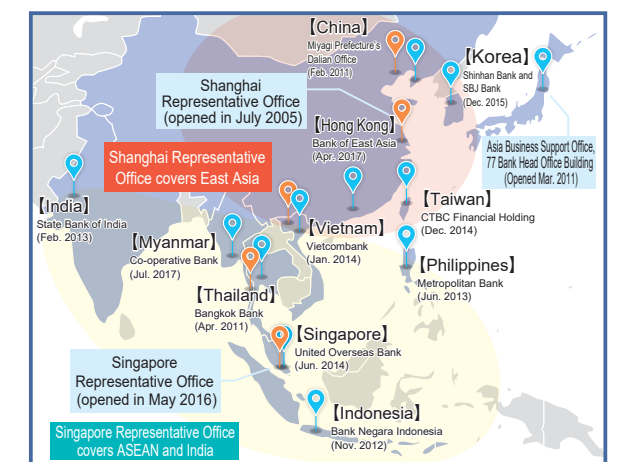 【China】
Miyagi Prefecture's
Dalian Office
(Feb. 2011)
【Korea】
Shinhan Bank and
SBJ Bank
(Dec. 2015)
Shanghai
Representative Office
(opened in July 2005)
【Hong Kong】
Bank of East Asia
(Apr. 2017)
Asia Business Support Office,
77 Bank Head Office Building
(Opened Mar. 2011)
Shanghai Representative
Office covers East Asia
【India】
State Bank of India
(Feb. 2013)
【Taiwan】
CTBC Financial Holding
(Dec. 2014)
【Myanmar】
Co-operative Bank
(Jul. 2017)
【Vietnam】
Vietcombank
(Jan. 2014)
【Philippines】
Metropolitan Bank
(Jun. 2013)
【Thailand】
Bangkok Bank
(Apr. 2011)
【Singapore】
United Overseas Bank
(Jun. 2014)
Singapore
Representative Office
(opened in May 2016)
【Indonesia】
Bank Negara Indonesia
(Nov. 2012)
Singapore Representative Office
covers ASEAN and India